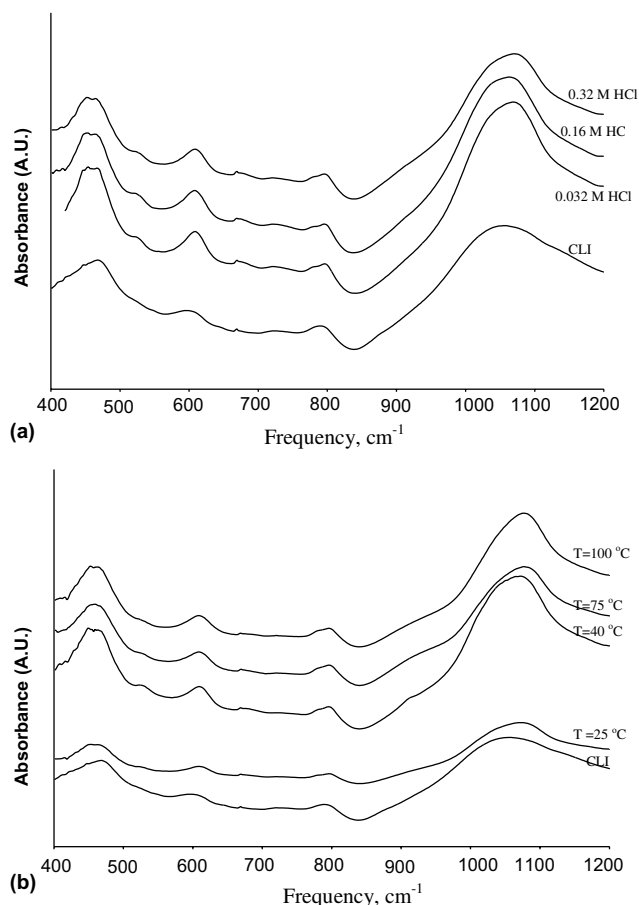 Absorbance (A.U.)
0.32 M HCl
0.16 M HC
0.032 M HCl
CLI
400 500 600 700 800 900 1000 1100 1200
(a)
Frequency, cm-1
Absorbance (A.U.)
T=100 °C
T=75 °C
T=40 °C
T =25 °C
CLI
400 500 600 700 800 900 1000 1100 1200
(b)
Frequency, cm-1